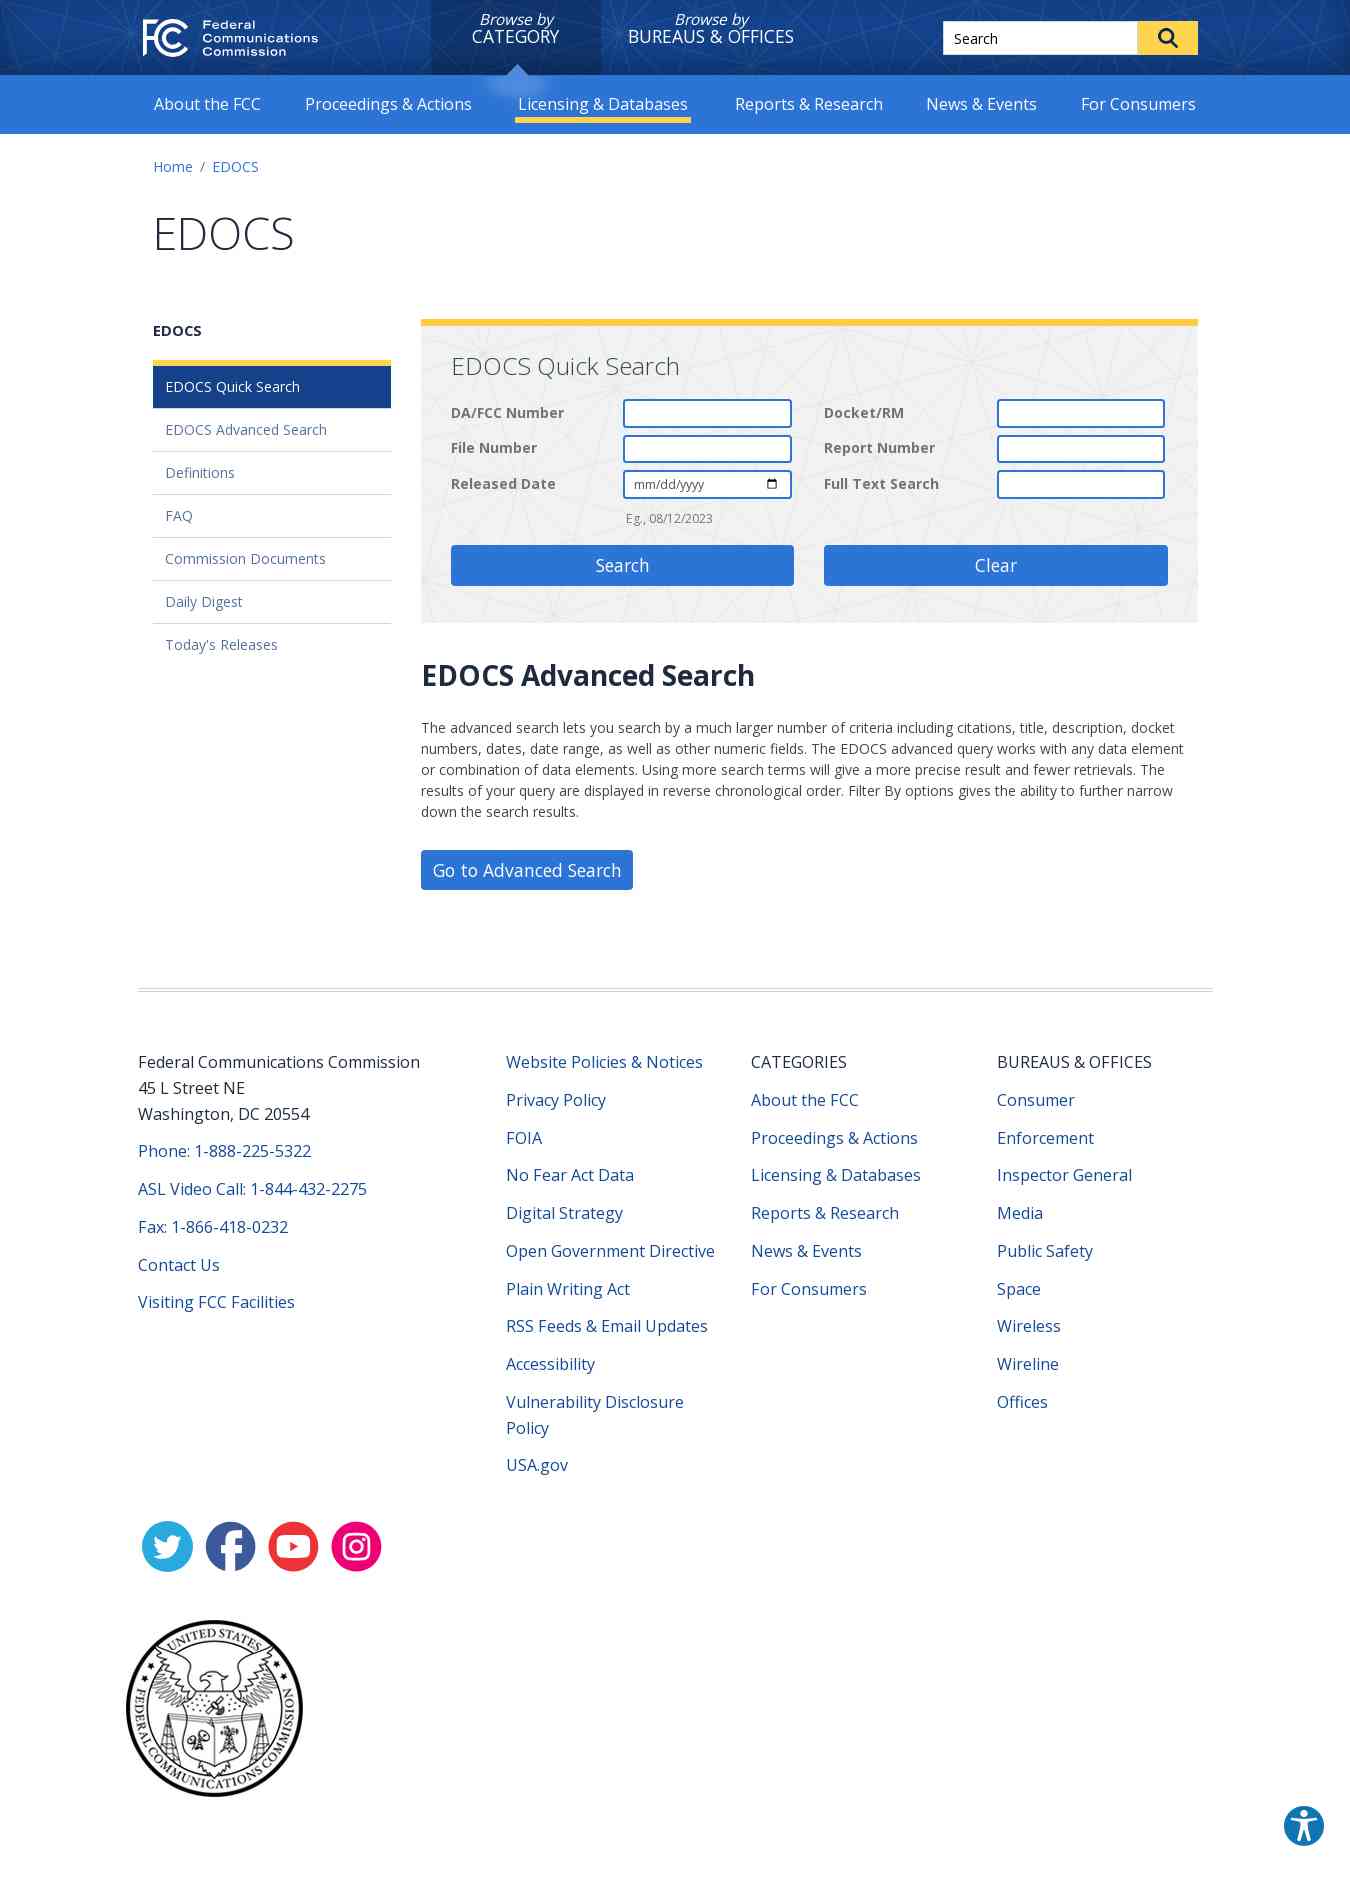 Federal
Communications
Commission
Browse by
CATEGORY
Browse by
BUREAUS & OFFICES
Search
About the FCC
Proceedings & Actions
Licensing & Databases
Reports & Research
News & Events
For Consumers
Home / EDOCS
EDOCS
EDOCS
EDOCS Quick Search
EDOCS Advanced Search
Definitions
FAQ
Commission Documents
Daily Digest
Today's Releases
EDOCS Quick Search
DA/FCC Number
Docket/RM
File Number
Report Number
Released Date
mm/dd/yyyy
Full Text Search
Eg., 08/12/2023
Search
Clear
EDOCS Advanced Search
The advanced search lets you search by a much larger number of criteria including citations, title, description, docket
numbers, dates, date range, as well as other numeric fields. The EDOCS advanced query works with any data element
or combination of data elements. Using more search terms will give a more precise result and fewer retrievals. The
results of your query are displayed in reverse chronological order. Filter By options gives the ability to further narrow
down the search results.
Go to Advanced Search
Federal Communications Commission
45 L Street NE
Washington, DC 20554
Phone: 1-888-225-5322
ASL Video Call: 1-844-432-2275
Fax: 1-866-418-0232
Contact Us
Visiting FCC Facilities
Website Policies & Notices
Privacy Policy
FOIA
No Fear Act Data
Digital Strategy
Open Government Directive
Plain Writing Act
RSS Feeds & Email Updates
Accessibility
Vulnerability Disclosure
Policy
USA.gov
CATEGORIES
About the FCC
Proceedings & Actions
Licensing & Databases
Reports & Research
News & Events
For Consumers
BUREAUS & OFFICES
Consumer
Enforcement
Inspector General
Media
Public Safety
Space
Wireless
Wireline
Offices
UNITED STATES
FEDERAL COMMUNICATIONS COMMISSION